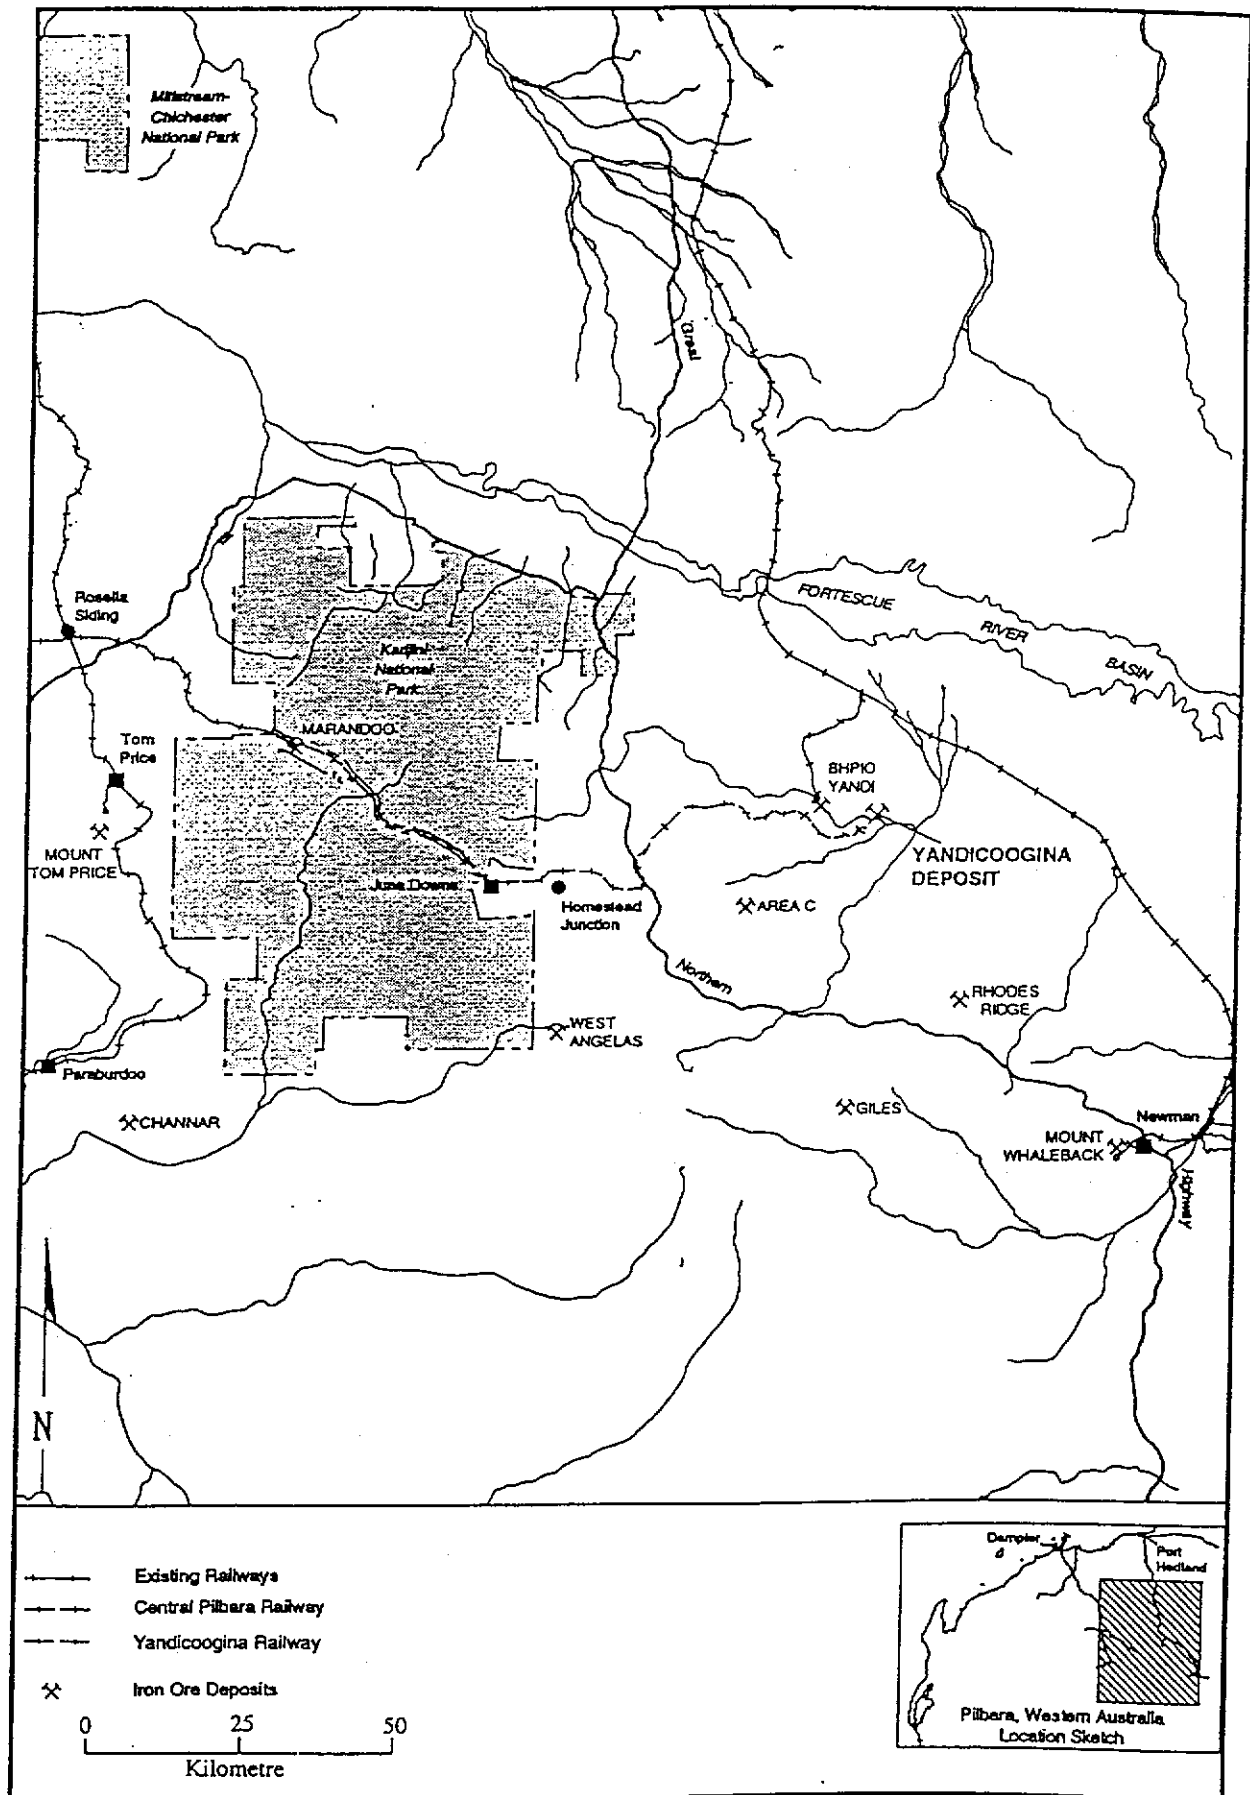 Millstream-
Chichester
National Park
Great
Rosella
Siding
FORTESCUE
RIVER
BASIN
Karijini
National
Park
MARANDOO
Tom
Price
BHPIO
YANDI
MOUNT
TOM PRICE
YANDICOOGINA
DEPOSIT
Juna Downs
Homestead
Junction
AREA C
Northern
RHODES
RIDGE
WEST
ANGELAS
Paraburdoo
CHANNAR
GILES
Newman
MOUNT
WHALEBACK
Highway
N
Existing Railways
Central Pilbara Railway
Yandicoogina Railway
Iron Ore Deposits
0 25 50
Kilometre
Dampier
Port
Hedland
Pilbara, Western Australia
Location Sketch